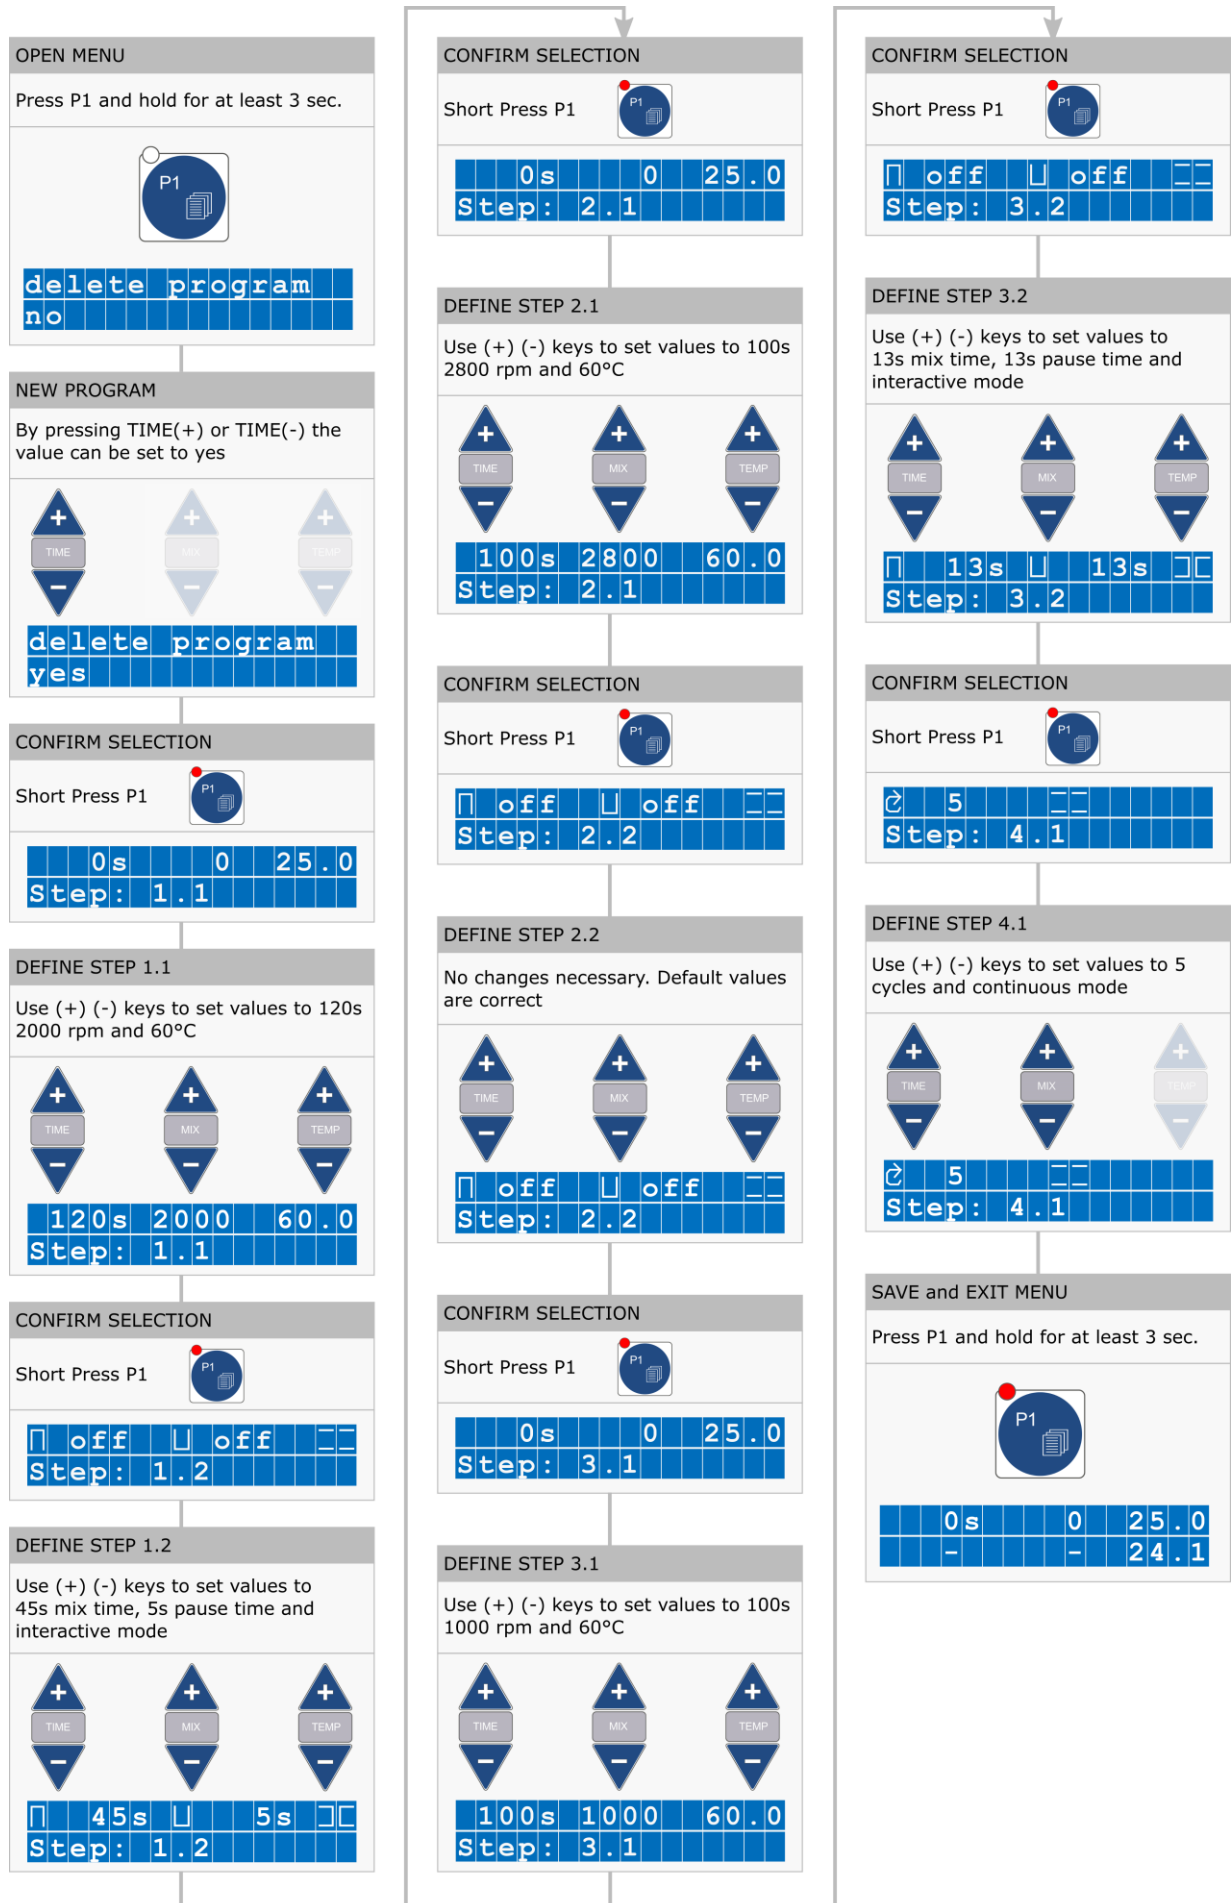 OPEN MENU
Press P1 and hold for at least 3 sec.
P1
delete program
no
NEW PROGRAM
By pressing TIME(+) or TIME(-) the
value can be set to yes
+ + +
TIME MIX TEMP
− − −
delete program
yes
CONFIRM SELECTION
Short Press P1
P1
0s 0 25.0
Step: 1.1
DEFINE STEP 1.1
Use (+) (-) keys to set values to 120s
2000 rpm and 60°C
+ + +
TIME MIX TEMP
− − −
120s 2000 60.0
Step: 1.1
CONFIRM SELECTION
Short Press P1
P1
off off
Step: 1.2
DEFINE STEP 1.2
Use (+) (-) keys to set values to
45s mix time, 5s pause time and
interactive mode
+ + +
TIME MIX TEMP
− − −
45s 5s
Step: 1.2
CONFIRM SELECTION
Short Press P1
P1
0s 0 25.0
Step: 2.1
DEFINE STEP 2.1
Use (+) (-) keys to set values to 100s
2800 rpm and 60°C
+ + +
TIME MIX TEMP
− − −
100s 2800 60.0
Step: 2.1
CONFIRM SELECTION
Short Press P1
P1
off off
Step: 2.2
DEFINE STEP 2.2
No changes necessary. Default values
are correct
+ + +
TIME MIX TEMP
− − −
off off
Step: 2.2
CONFIRM SELECTION
Short Press P1
P1
0s 0 25.0
Step: 3.1
DEFINE STEP 3.1
Use (+) (-) keys to set values to 100s
1000 rpm and 60°C
+ + +
TIME MIX TEMP
− − −
100s 1000 60.0
Step: 3.1
CONFIRM SELECTION
Short Press P1
P1
off off
Step: 3.2
DEFINE STEP 3.2
Use (+) (-) keys to set values to
13s mix time, 13s pause time and
interactive mode
+ + +
TIME MIX TEMP
− − −
13s 13s
Step: 3.2
CONFIRM SELECTION
Short Press P1
P1
5
Step: 4.1
DEFINE STEP 4.1
Use (+) (-) keys to set values to 5
cycles and continuous mode
+ + +
TIME MIX TEMP
− − −
5
Step: 4.1
SAVE and EXIT MENU
Press P1 and hold for at least 3 sec.
P1
0s 0 25.0
- - 24.1